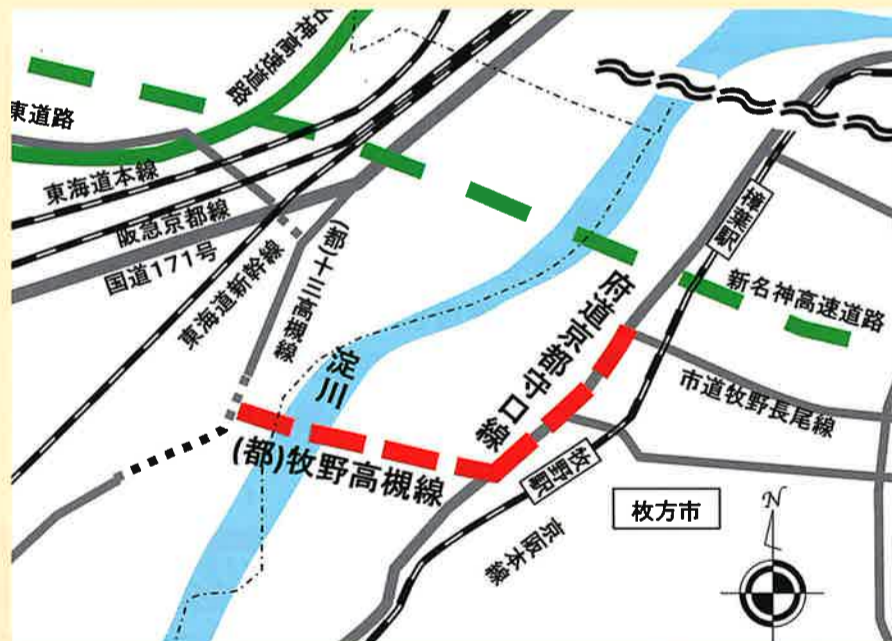 名神高速道路
東道路
東海道本線
阪急京都線
国道171号
東海道新幹線
(都)十三高槻線
淀川
(都)牧野高槻線
府道京都守口線
樟葉駅
新名神高速道路
市道牧野長尾線
牧野駅
京阪本線
枚方市
N